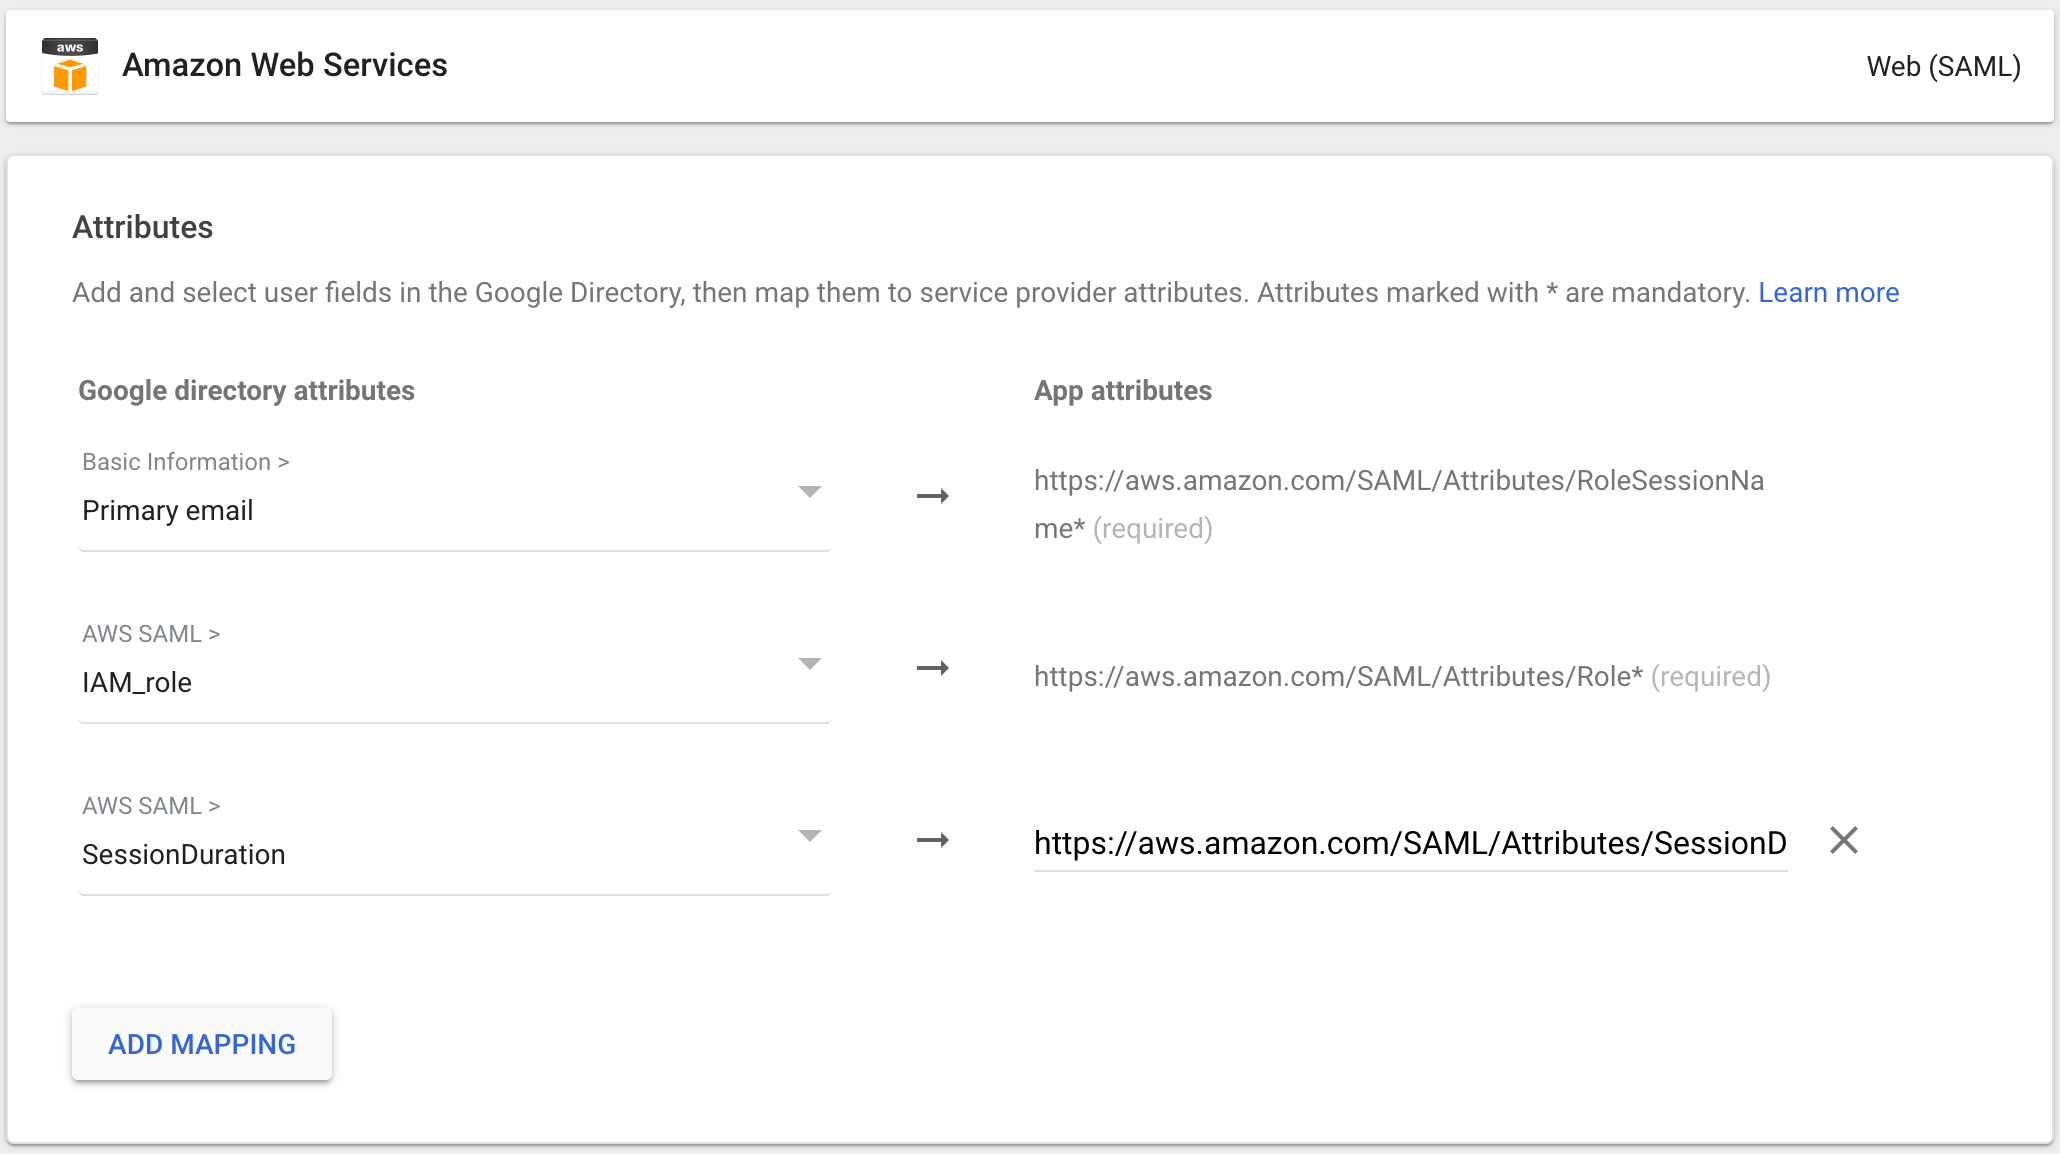 aws
Amazon Web Services
Web (SAML)
Attributes
Add and select user fields in the Google Directory, then map them to service provider attributes. Attributes marked with * are mandatory. Learn more
Google directory attributes
App attributes
Basic Information >
Primary email
https://aws.amazon.com/SAML/Attributes/RoleSessionNa
me* (required)
AWS SAML >
IAM_role
https://aws.amazon.com/SAML/Attributes/Role* (required)
AWS SAML >
SessionDuration
https://aws.amazon.com/SAML/Attributes/SessionD
ADD MAPPING